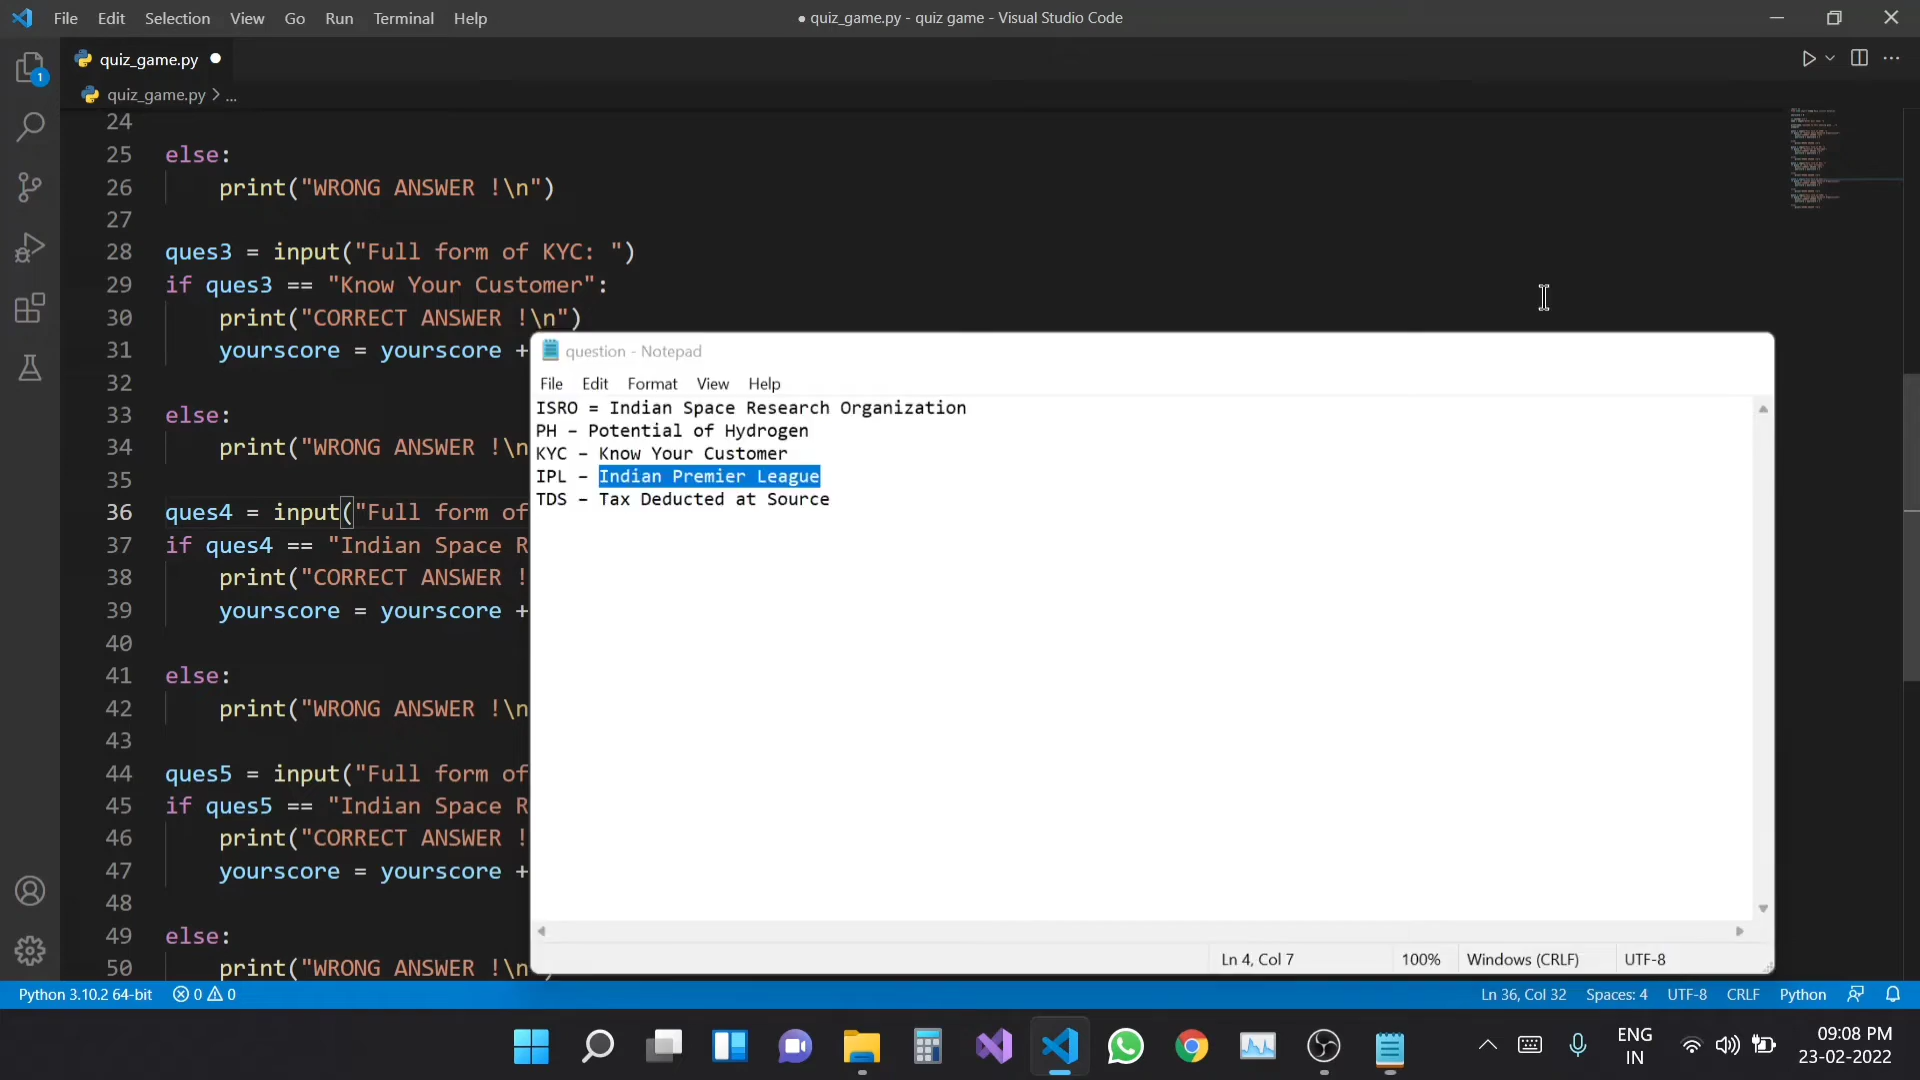 File Edit Selection View Go Run Terminal Help
● quiz_game.py - quiz game - Visual Studio Code
1
quiz_game.py
quiz_game.py > ...
24
25 else:
26 print("WRONG ANSWER !\n")
27
28 ques3 = input("Full form of KYC: ")
29 if ques3 == "Know Your Customer":
30 print("CORRECT ANSWER !\n")
31 yourscore = yourscore +
32
33 else:
34 print("WRONG ANSWER !\n
35
36 ques4 = input("Full form of
37 if ques4 == "Indian Space R
38 print("CORRECT ANSWER !
39 yourscore = yourscore +
40
41 else:
42 print("WRONG ANSWER !\n
43
44 ques5 = input("Full form of
45 if ques5 == "Indian Space R
46 print("CORRECT ANSWER !
47 yourscore = yourscore +
48
49 else:
50 print("WRONG ANSWER !\n")
question - Notepad
File Edit Format View Help
ISRO = Indian Space Research Organization
PH – Potential of Hydrogen
KYC – Know Your Customer
IPL – Indian Premier League
TDS – Tax Deducted at Source
Ln 4, Col 7 100% Windows (CRLF) UTF-8
Python 3.10.2 64-bit 0 0 Ln 36, Col 32 Spaces: 4 UTF-8 CRLF Python
ENG
IN
09:08 PM
23-02-2022